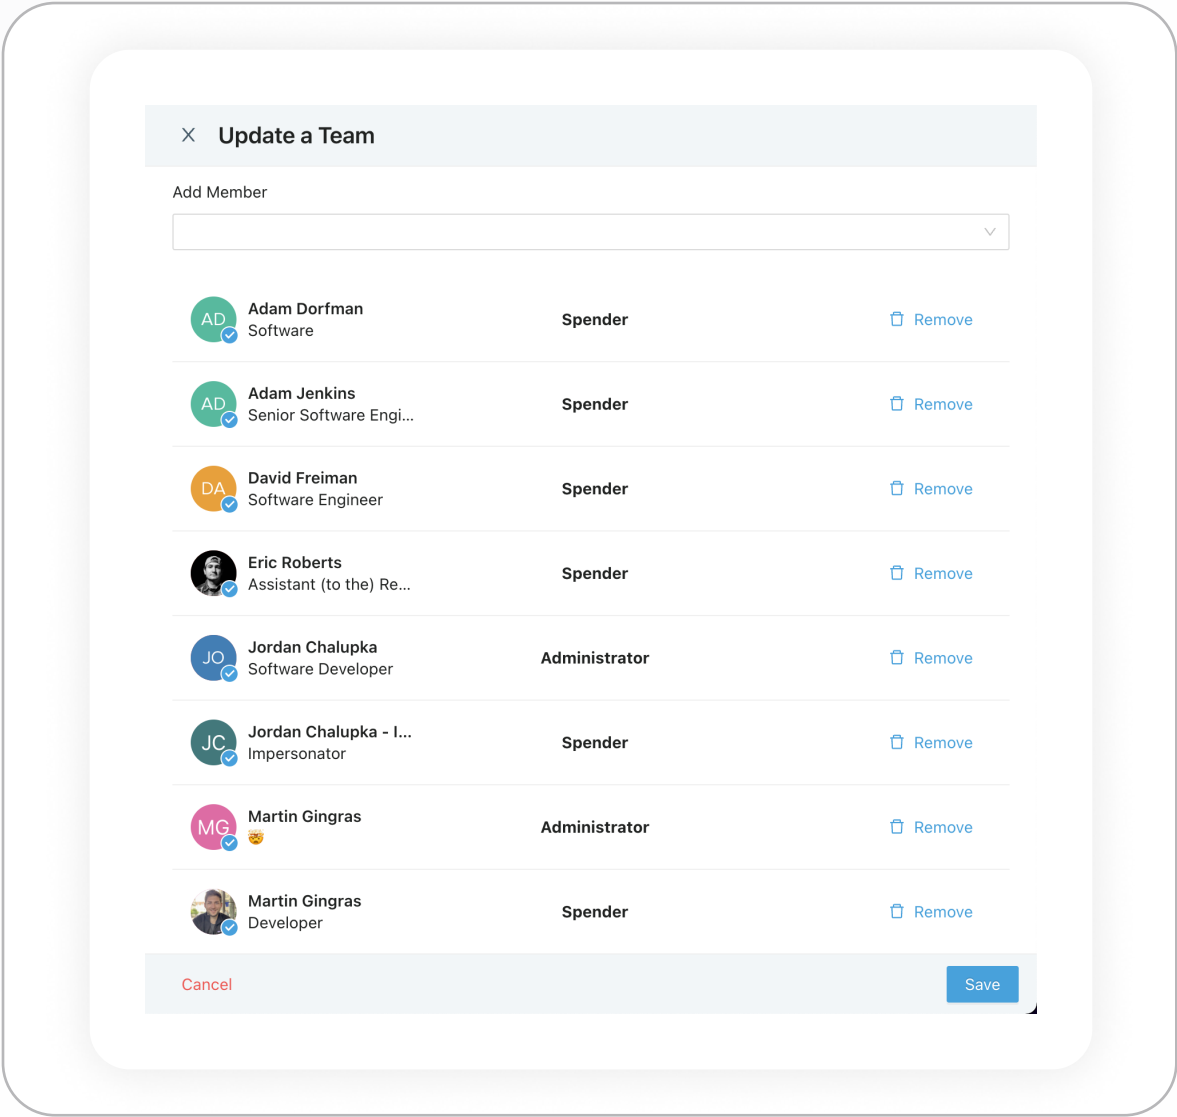 Update a Team
Add Member
AD
Adam Dorfman
Software
Spender
Remove
AD
Adam Jenkins
Senior Software Engi...
Spender
Remove
DA
David Freiman
Software Engineer
Spender
Remove
Eric Roberts
Assistant (to the) Re...
Spender
Remove
JO
Jordan Chalupka
Software Developer
Administrator
Remove
JC
Jordan Chalupka - I...
Impersonator
Spender
Remove
MG
Martin Gingras
🤯
Administrator
Remove
Martin Gingras
Developer
Spender
Remove
Cancel
Save